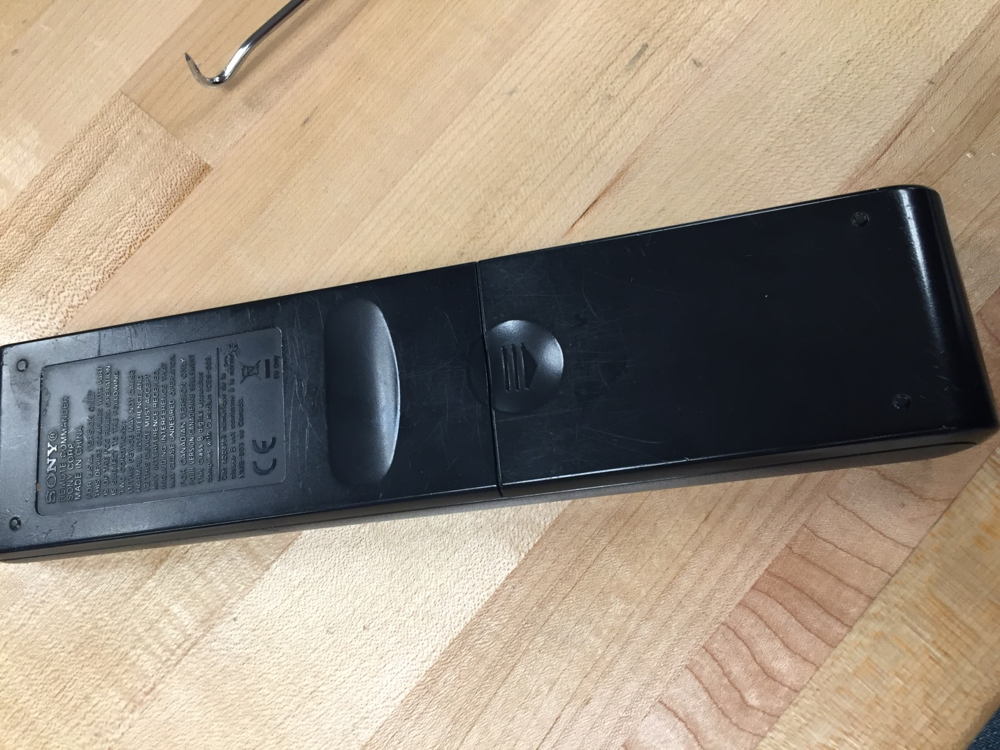 SONY®
REMOTE COMMANDER
SONY CORP.
MADE IN CHINA
FOR U.S.A. VERSION ONLY
THIS DEVICE COMPLIES WITH PART
15 OF THE FCC RULES. OPERATION
IS SUBJECT TO THE FOLLOWING
TWO CONDITIONS:
(1) THIS DEVICE MAY NOT CAUSE
HARMFUL INTERFERENCE, AND
(2) THIS DEVICE MUST ACCEPT
ANY INTERFERENCE RECEIVED,
INCLUDING INTERFERENCE THAT
MAY CAUSE UNDESIRED OPERATION.
FOR CANADIAN VERSION ONLY
POUR VERSION CANADIENNE SEULEMENT
This Class B digital apparatus
complies with Canadian ICES-003.
Cet appareil numérique de la
classe B est conforme à la norme
NMB-003 du Canada.
CE
EU Only